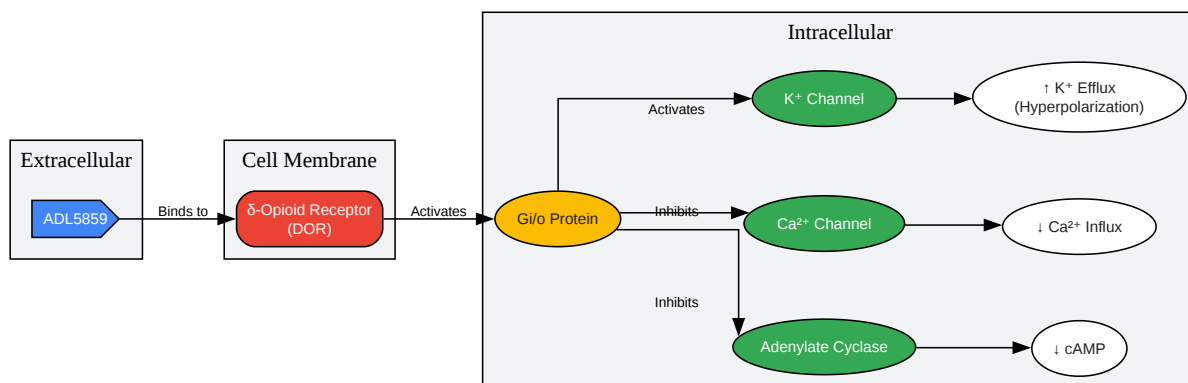 Extracellular
ADL5859
Binds to
Cell Membrane
δ-Opioid Receptor
(DOR)
Activates
Intracellular
Gi/o Protein
Activates
K⁺ Channel
↑ K⁺ Efflux
(Hyperpolarization)
Inhibits
Ca²⁺ Channel
↓ Ca²⁺ Influx
Inhibits
Adenylate Cyclase
↓ cAMP